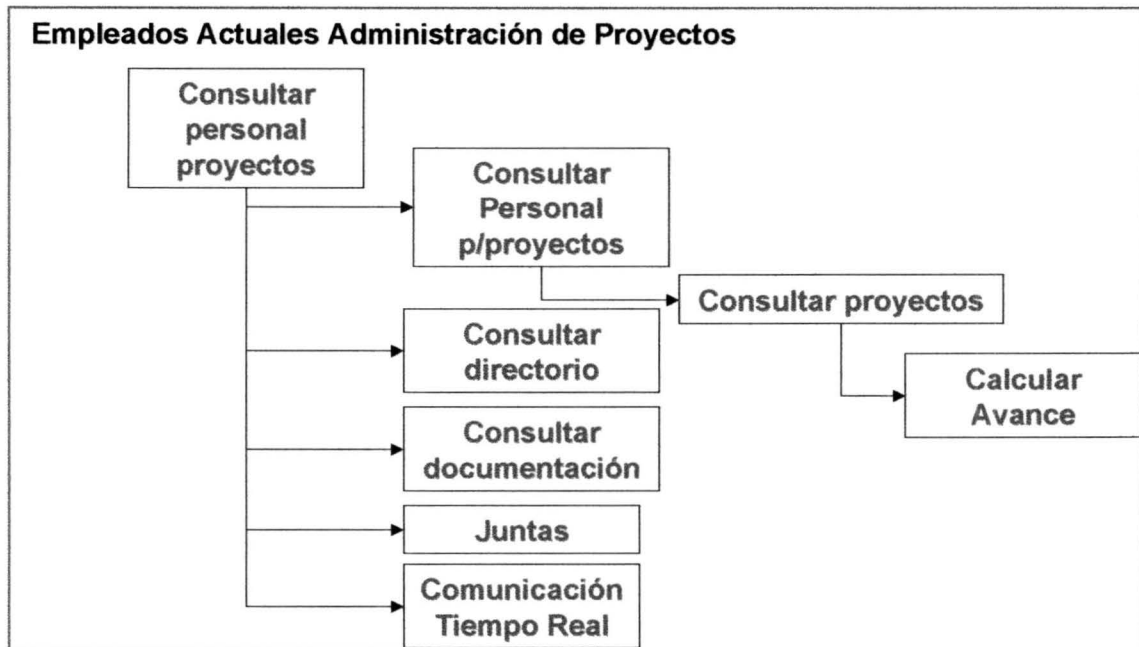 Empleados Actuales Administración de Proyectos
Consultar
personal
proyectos
Consultar
Personal
p/proyectos
Consultar proyectos
Consultar
directorio
Calcular
Avance
Consultar
documentación
Juntas
Comunicación
Tiempo Real